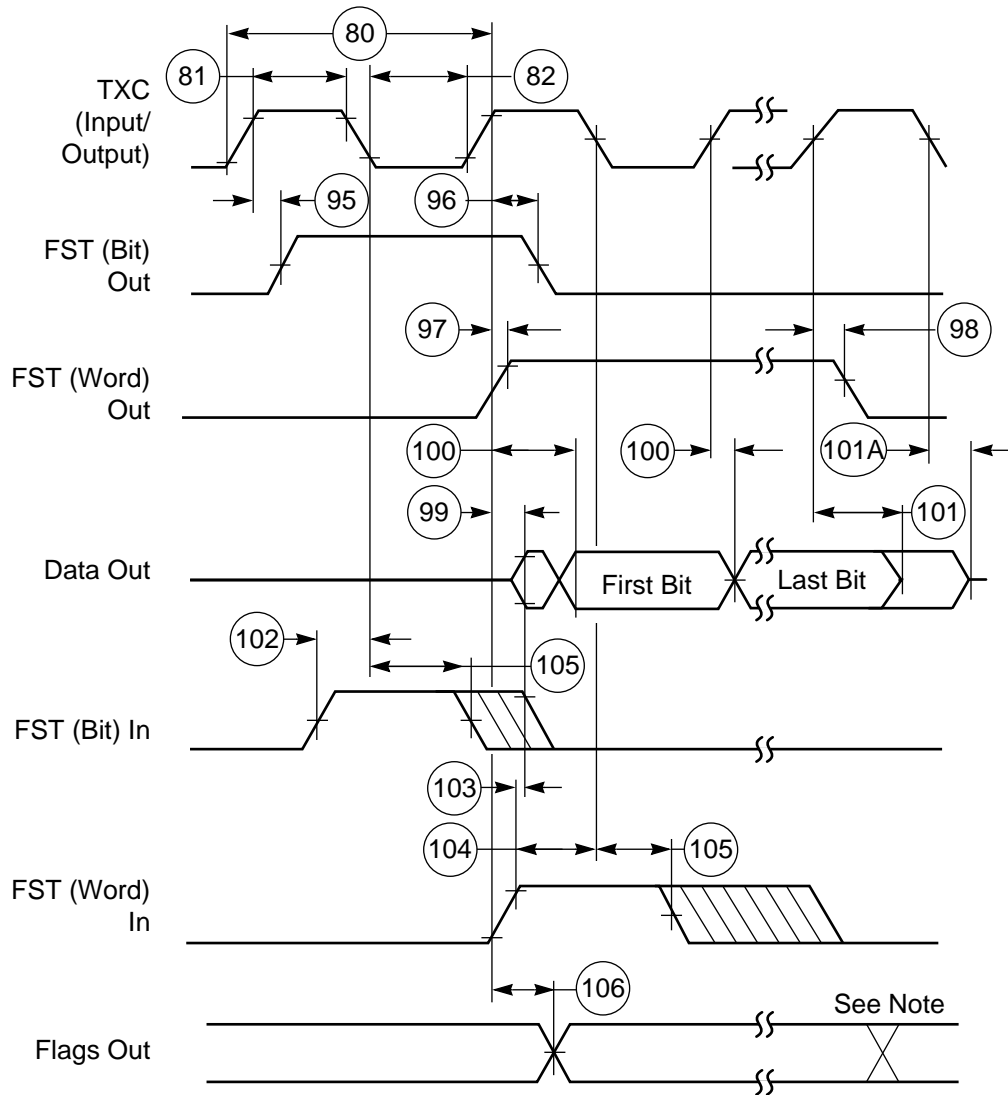 80
81
82
TXC
(Input/
Output)
95
96
FST (Bit)
Out
97
98
FST (Word)
Out
100
100
101A
99
101
Data Out
First Bit
Last Bit
102
105
FST (Bit) In
103
104
105
FST (Word)
In
106
See Note
Flags Out